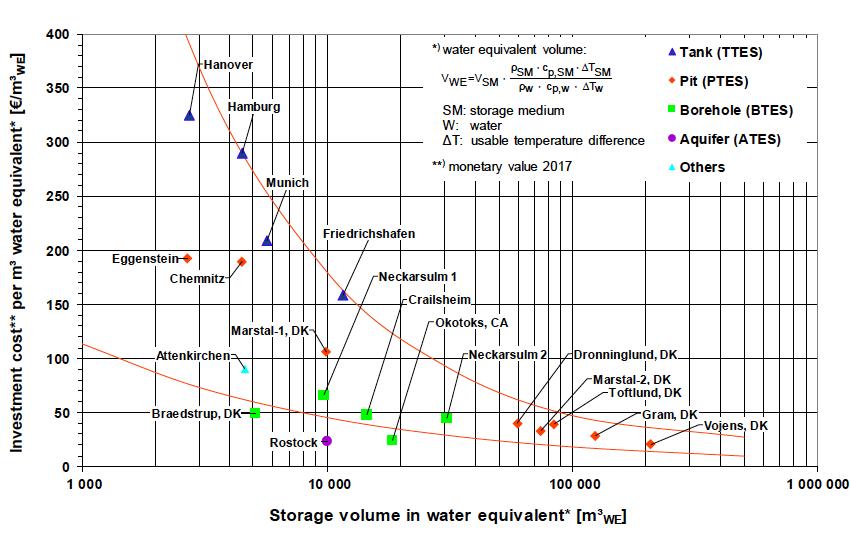 400
350
300
250
200
150
100
50
0
Investment cost** per m³ water equivalent* [€/m³WE]
1 000
10 000
100 000
1 000 000
Storage volume in water equivalent* [m³WE]
*) water equivalent volume:
VWE=VSM · ρSM · cp,SM · ΔTSM
ρw · cp,w · ΔTw
SM: storage medium
W: water
ΔT: usable temperature difference
**) monetary value 2017
Tank (TTES)
Pit (PTES)
Borehole (BTES)
Aquifer (ATES)
Others
Hanover
Hamburg
Munich
Friedrichshafen
Eggenstein
Chemnitz
Neckarsulm 1
Crailsheim
Okotoks, CA
Marstal-1, DK
Attenkirchen
Neckarsulm 2
Dronninglund, DK
Marstal-2, DK
Toftlund, DK
Braedstrup, DK
Gram, DK
Vojens, DK
Rostock